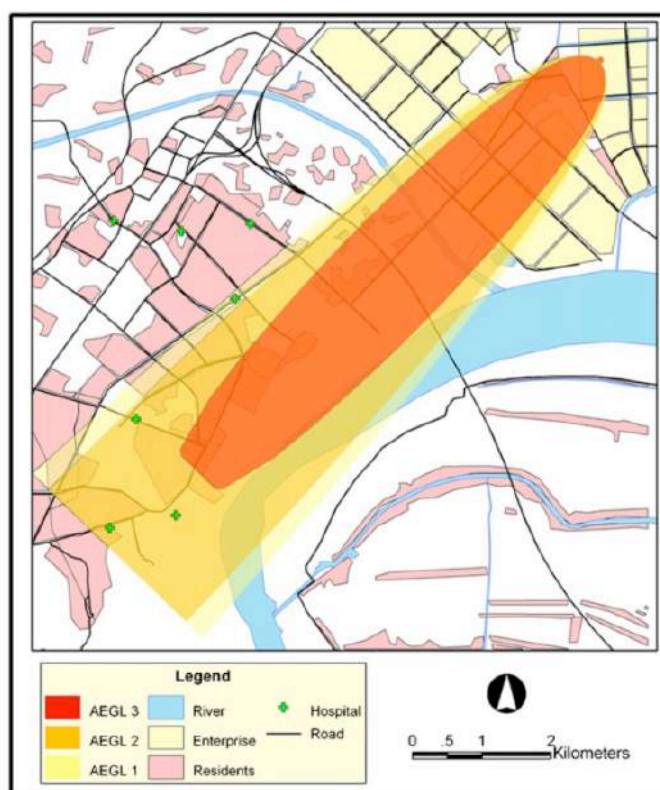 Legend
AEGL 3 River Hospital
AEGL 2 Enterprise Road
AEGL 1 Residents
0 .5 1 2
Kilometers